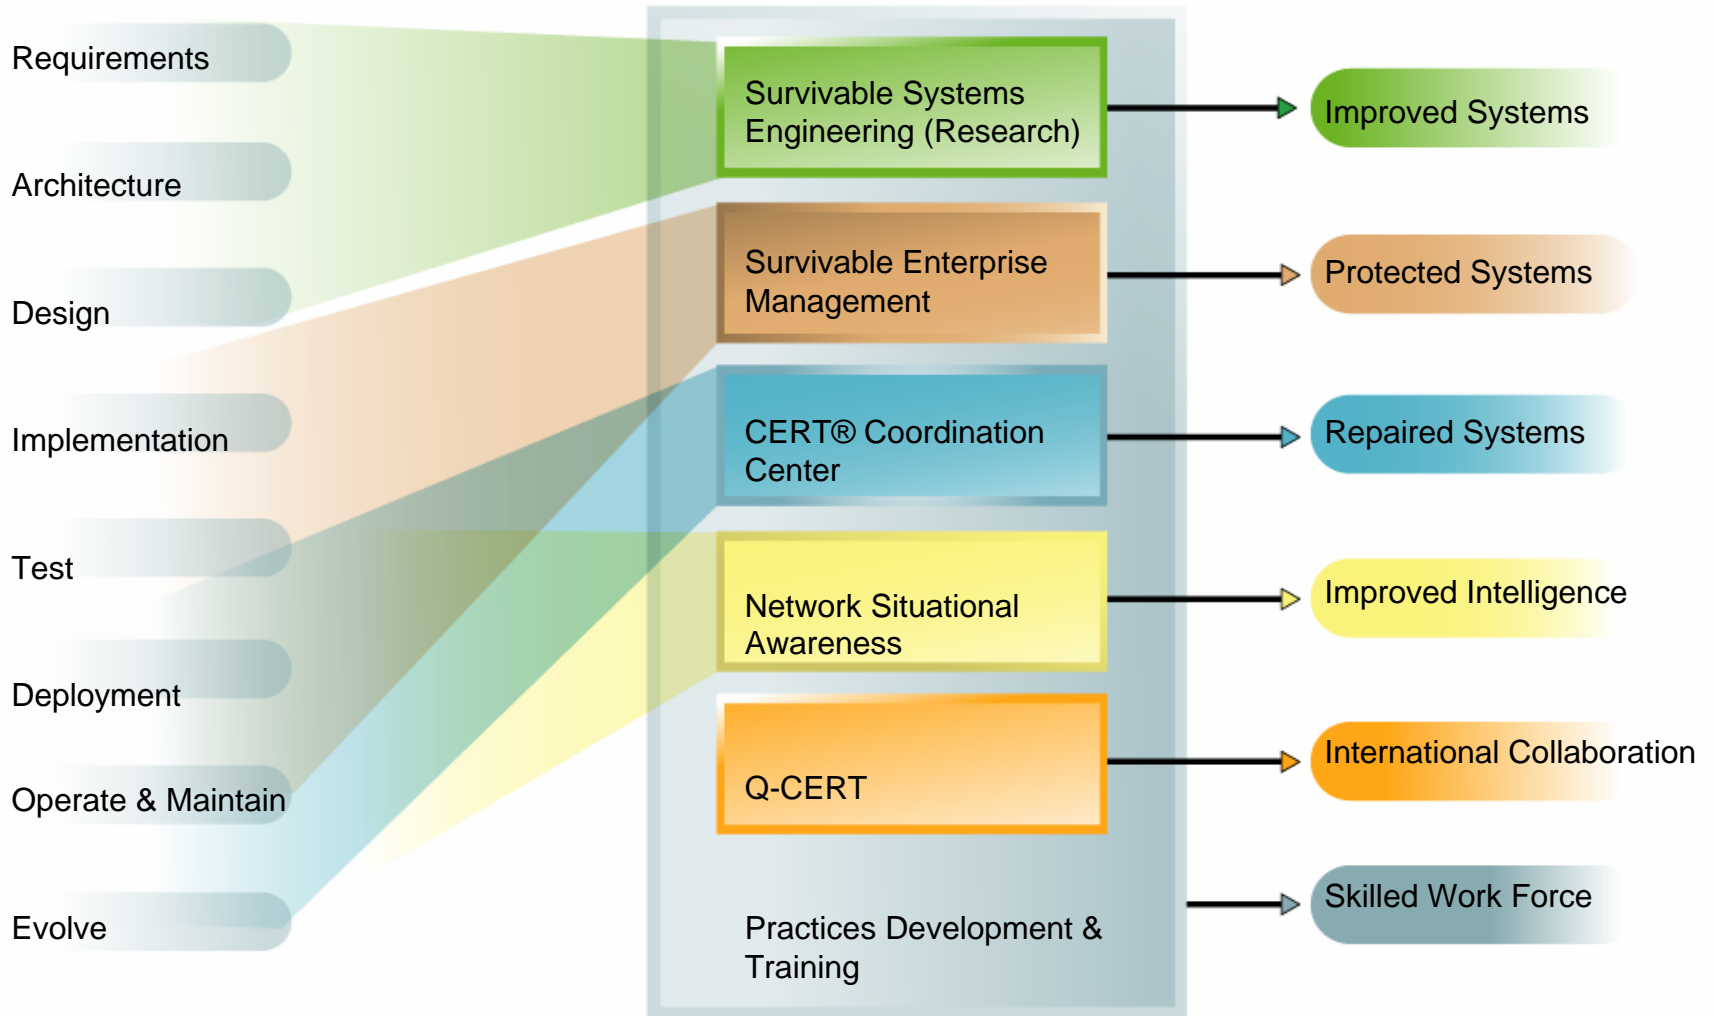 Requirements
Architecture
Design
Implementation
Test
Deployment
Operate & Maintain
Evolve
Survivable Systems
Engineering (Research)
Survivable Enterprise
Management
CERT® Coordination
Center
Network Situational
Awareness
Q-CERT
Practices Development &
Training
Improved Systems
Protected Systems
Repaired Systems
Improved Intelligence
International Collaboration
Skilled Work Force